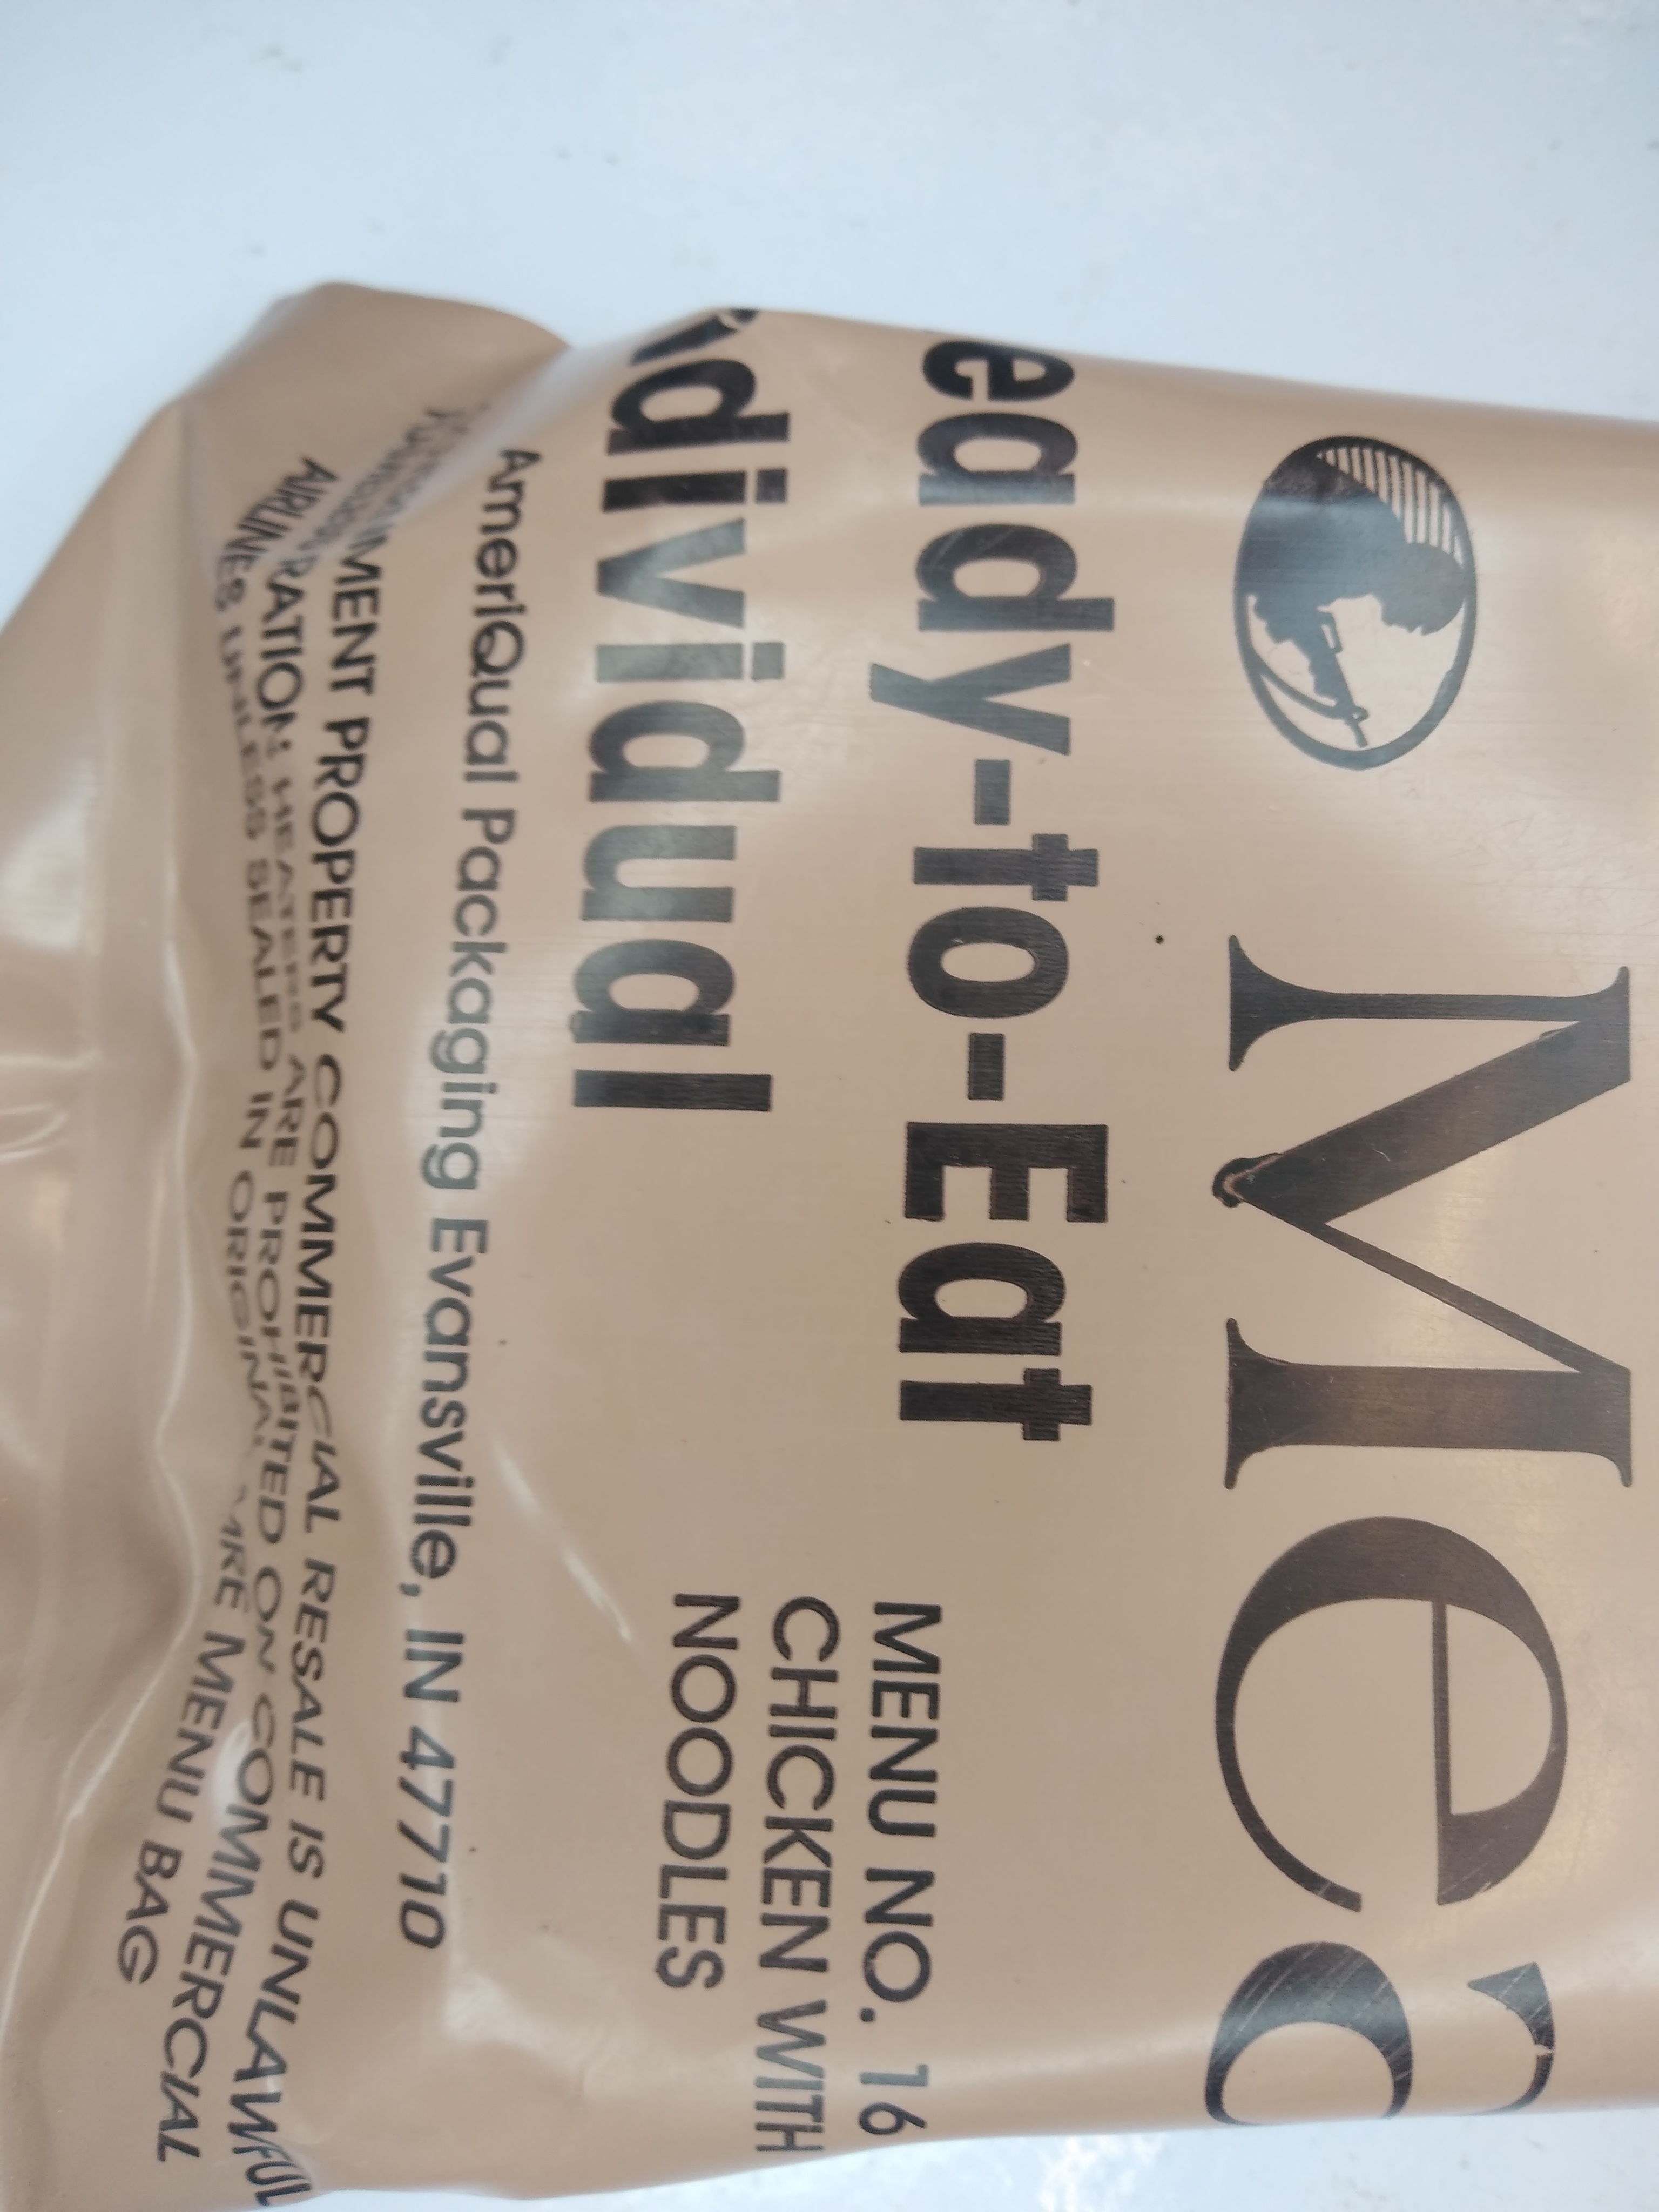 Mea
eady-to-Eat
MENU NO. 16
CHICKEN WITH
NOODLES
dividual
AmeriQual Packaging Evansville, IN 47710
MENT PROPERTY COMMERCIAL RESALE IS UNLAWFUL
RATION HEATERS ARE PROHIBITED ON COMMERCIAL
AIRLINES UNLESS SEALED IN ORIGINAL MRE MENU BAG